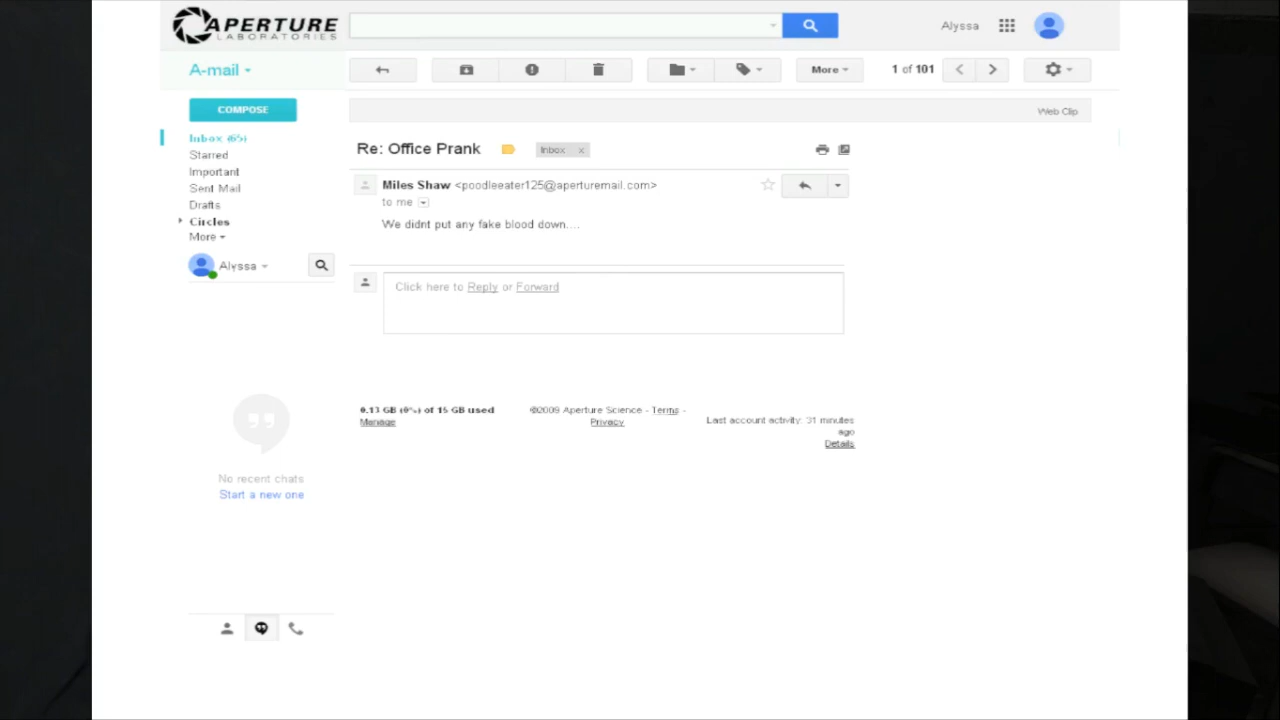 APERTURE
LABORATORIES
Alyssa
A-mail
More
1 of 101
COMPOSE
Web Clip
Inbox (65)
Starred
Important
Sent Mail
Drafts
Circles
More
Alyssa
Re: Office Prank
Inbox x
Miles Shaw <poodleeater125@aperturemail.com>
to me
We didnt put any fake blood down....
Click here to Reply or Forward
0.13 GB (0%) of 15 GB used
Manage
©2009 Aperture Science - Terms -
Privacy
Last account activity: 31 minutes
ago
Details
No recent chats
Start a new one